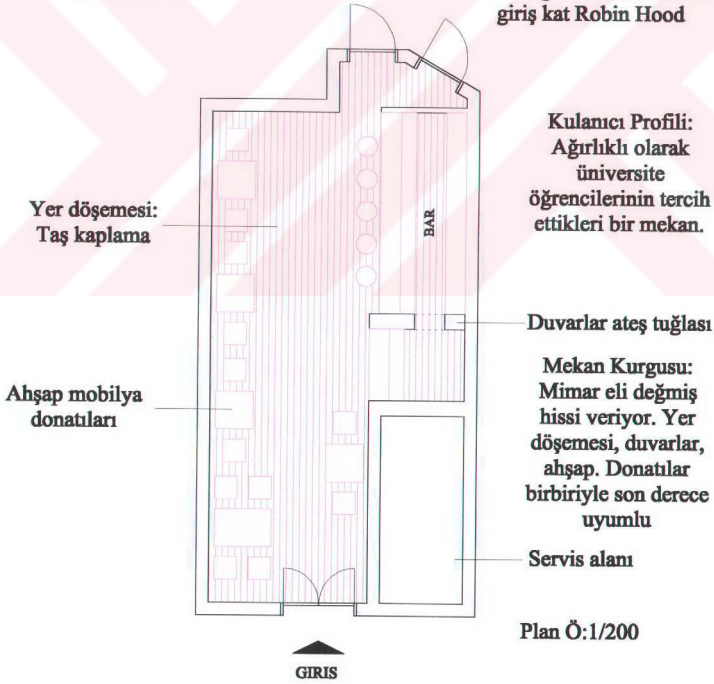 giriş kat Robin Hood
Kulanıcı Profili:
Ağırlıklı olarak
üniversite
öğrencilerinin tercih
ettikleri bir mekan.
Yer döşemesi:
Taş kaplama
BAR
Duvarlar ateş tuğlası
Mekan Kurgusu:
Mimar eli değmiş
hissi veriyor. Yer
döşemesi, duvarlar,
ahşap. Donatılar
birbiriyle son derece
uyumlu
Ahşap mobilya
donatıları
Servis alanı
Plan Ö:1/200
GIRIS